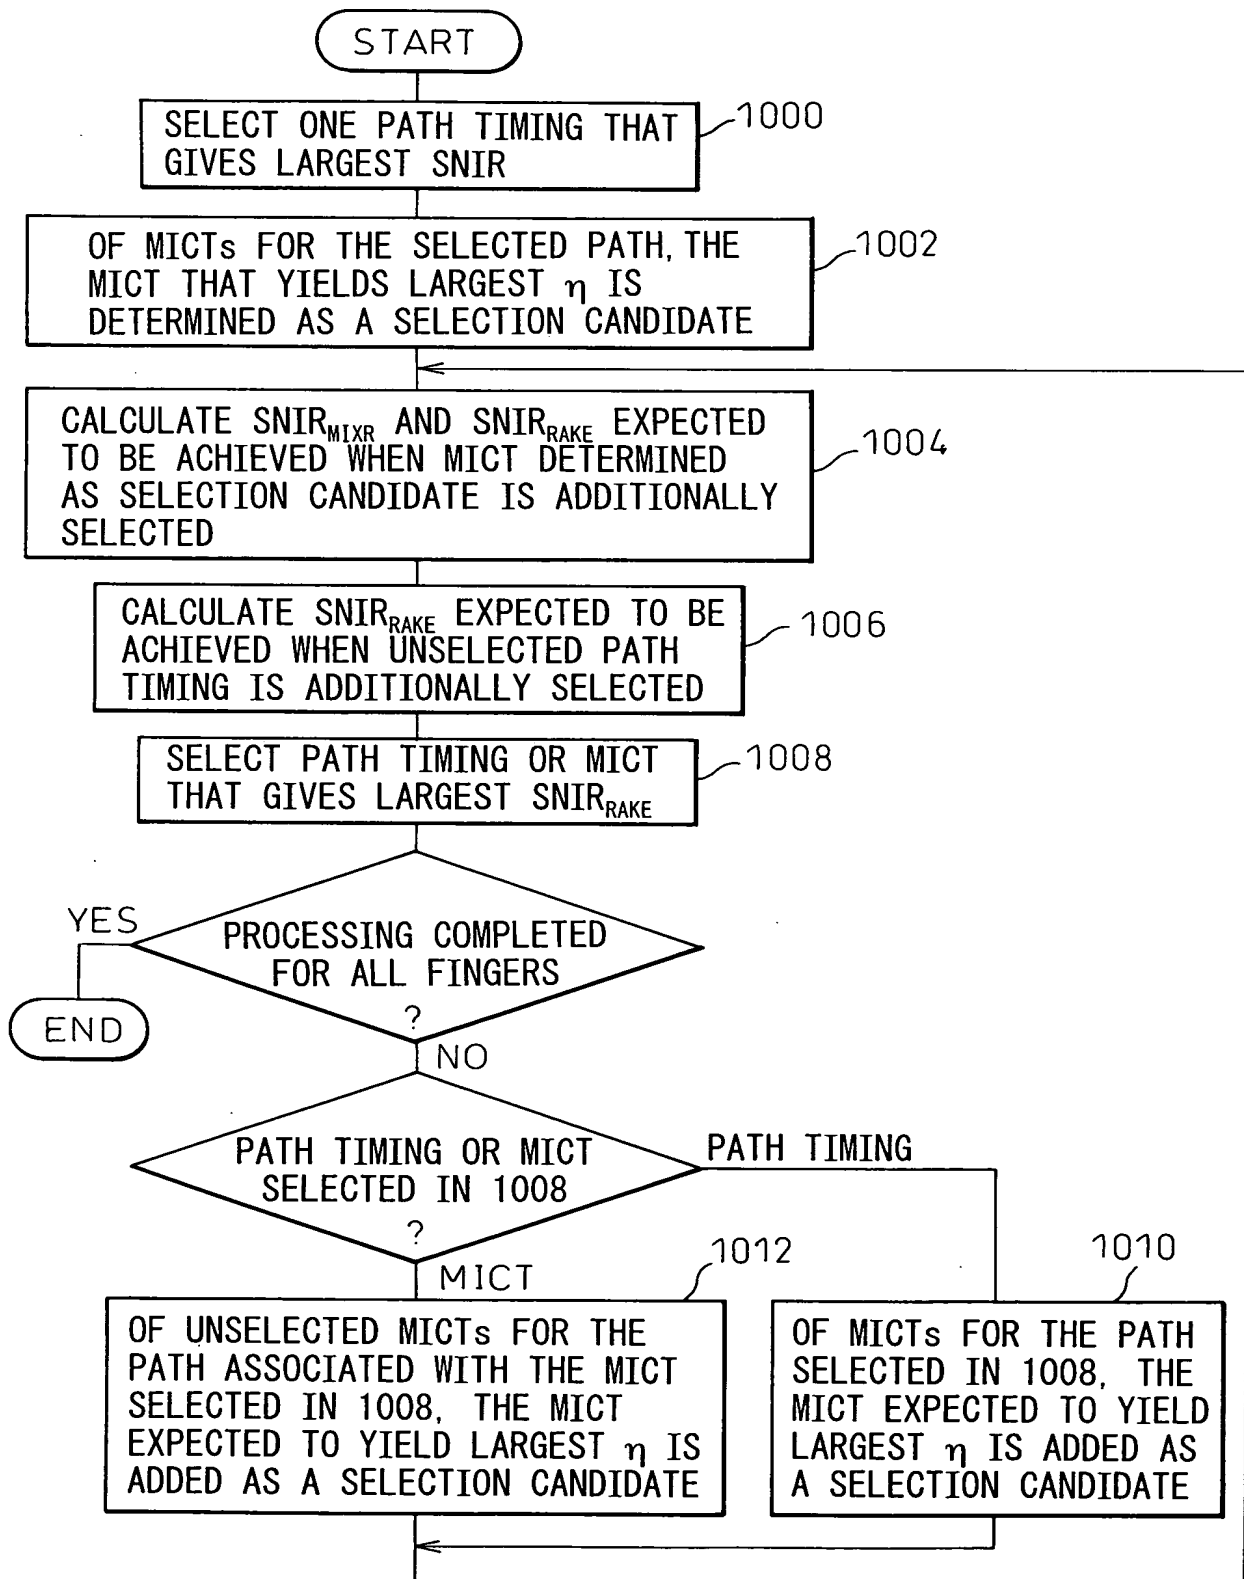 START
SELECT ONE PATH TIMING THAT
GIVES LARGEST SNIR
1000
OF MICTs FOR THE SELECTED PATH, THE
MICT THAT YIELDS LARGEST η IS
DETERMINED AS A SELECTION CANDIDATE
1002
CALCULATE SNIR_MIXR AND SNIR_RAKE EXPECTED
TO BE ACHIEVED WHEN MICT DETERMINED
AS SELECTION CANDIDATE IS ADDITIONALLY
SELECTED
1004
CALCULATE SNIR_RAKE EXPECTED TO BE
ACHIEVED WHEN UNSELECTED PATH
TIMING IS ADDITIONALLY SELECTED
1006
SELECT PATH TIMING OR MICT
THAT GIVES LARGEST SNIR_RAKE
1008
PROCESSING COMPLETED
FOR ALL FINGERS
?
YES
END
NO
PATH TIMING OR MICT
SELECTED IN 1008
?
PATH TIMING
MICT
1012
OF UNSELECTED MICTs FOR THE
PATH ASSOCIATED WITH THE MICT
SELECTED IN 1008, THE MICT
EXPECTED TO YIELD LARGEST η IS
ADDED AS A SELECTION CANDIDATE
1010
OF MICTs FOR THE PATH
SELECTED IN 1008, THE
MICT EXPECTED TO YIELD
LARGEST η IS ADDED AS
A SELECTION CANDIDATE